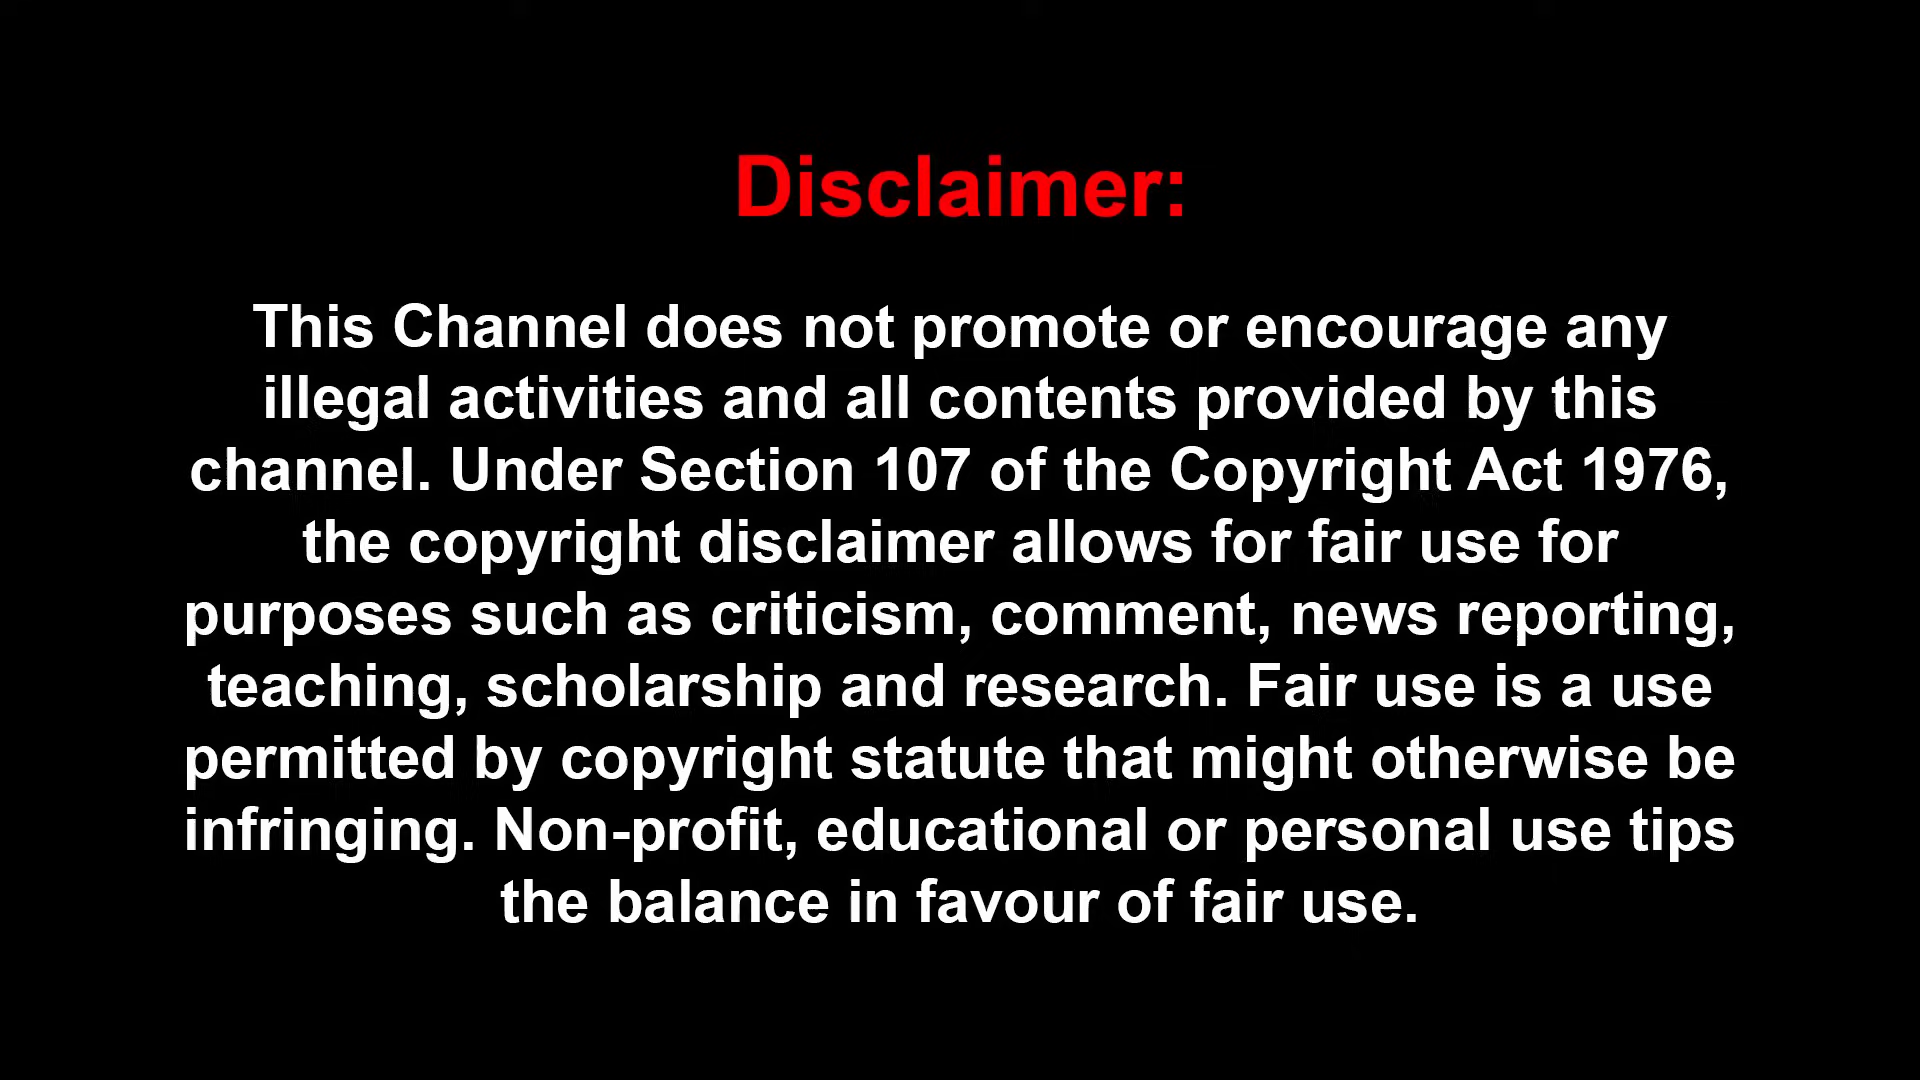 Disclaimer:
This Channel does not promote or encourage any
illegal activities and all contents provided by this
channel. Under Section 107 of the Copyright Act 1976,
the copyright disclaimer allows for fair use for
purposes such as criticism, comment, news reporting,
teaching, scholarship and research. Fair use is a use
permitted by copyright statute that might otherwise be
infringing. Non-profit, educational or personal use tips
the balance in favour of fair use.